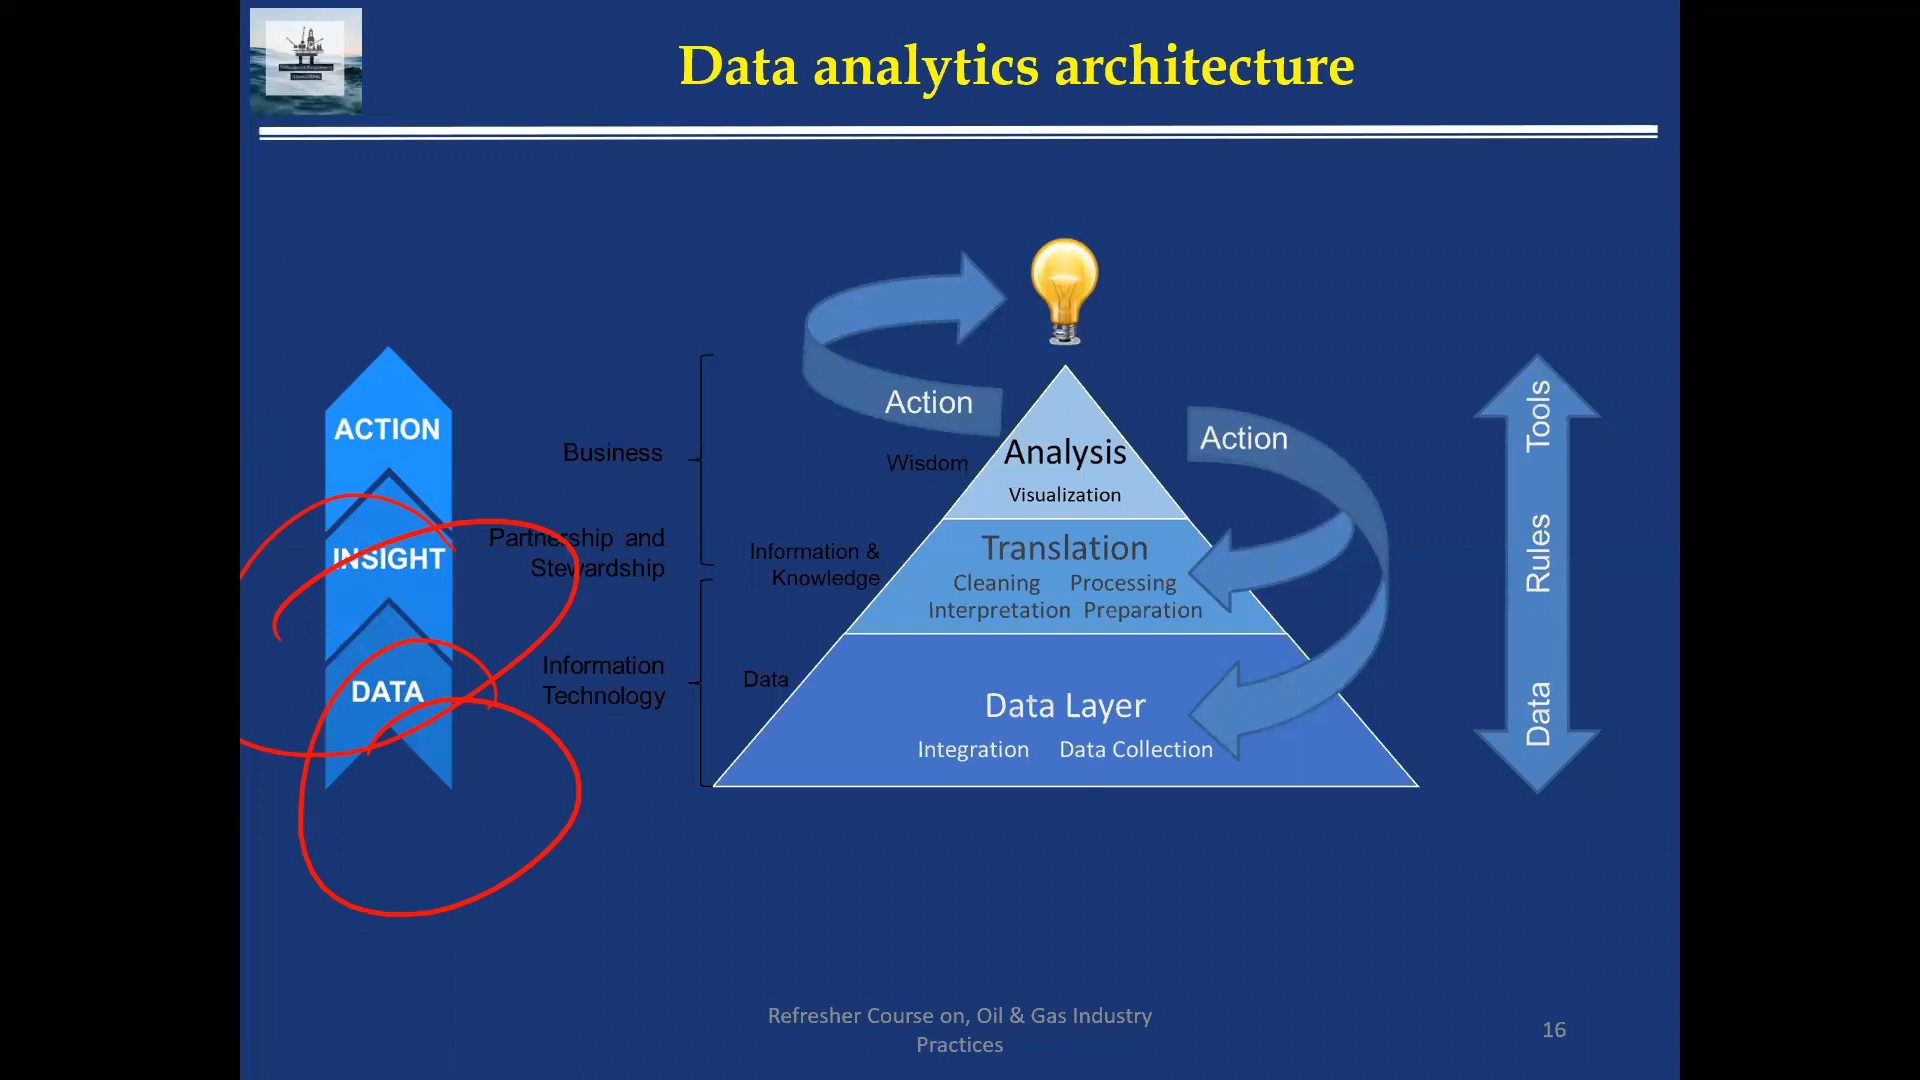 Data analytics architecture
ACTION
INSIGHT
DATA
Business
Partnership and
Stewardship
Information
Technology
Wisdom
Information &
Knowledge
Data
Action
Analysis
Visualization
Translation
Cleaning Processing
Interpretation Preparation
Data Layer
Integration Data Collection
Action
Tools
Rules
Data
Refresher Course on, Oil & Gas Industry
Practices
16